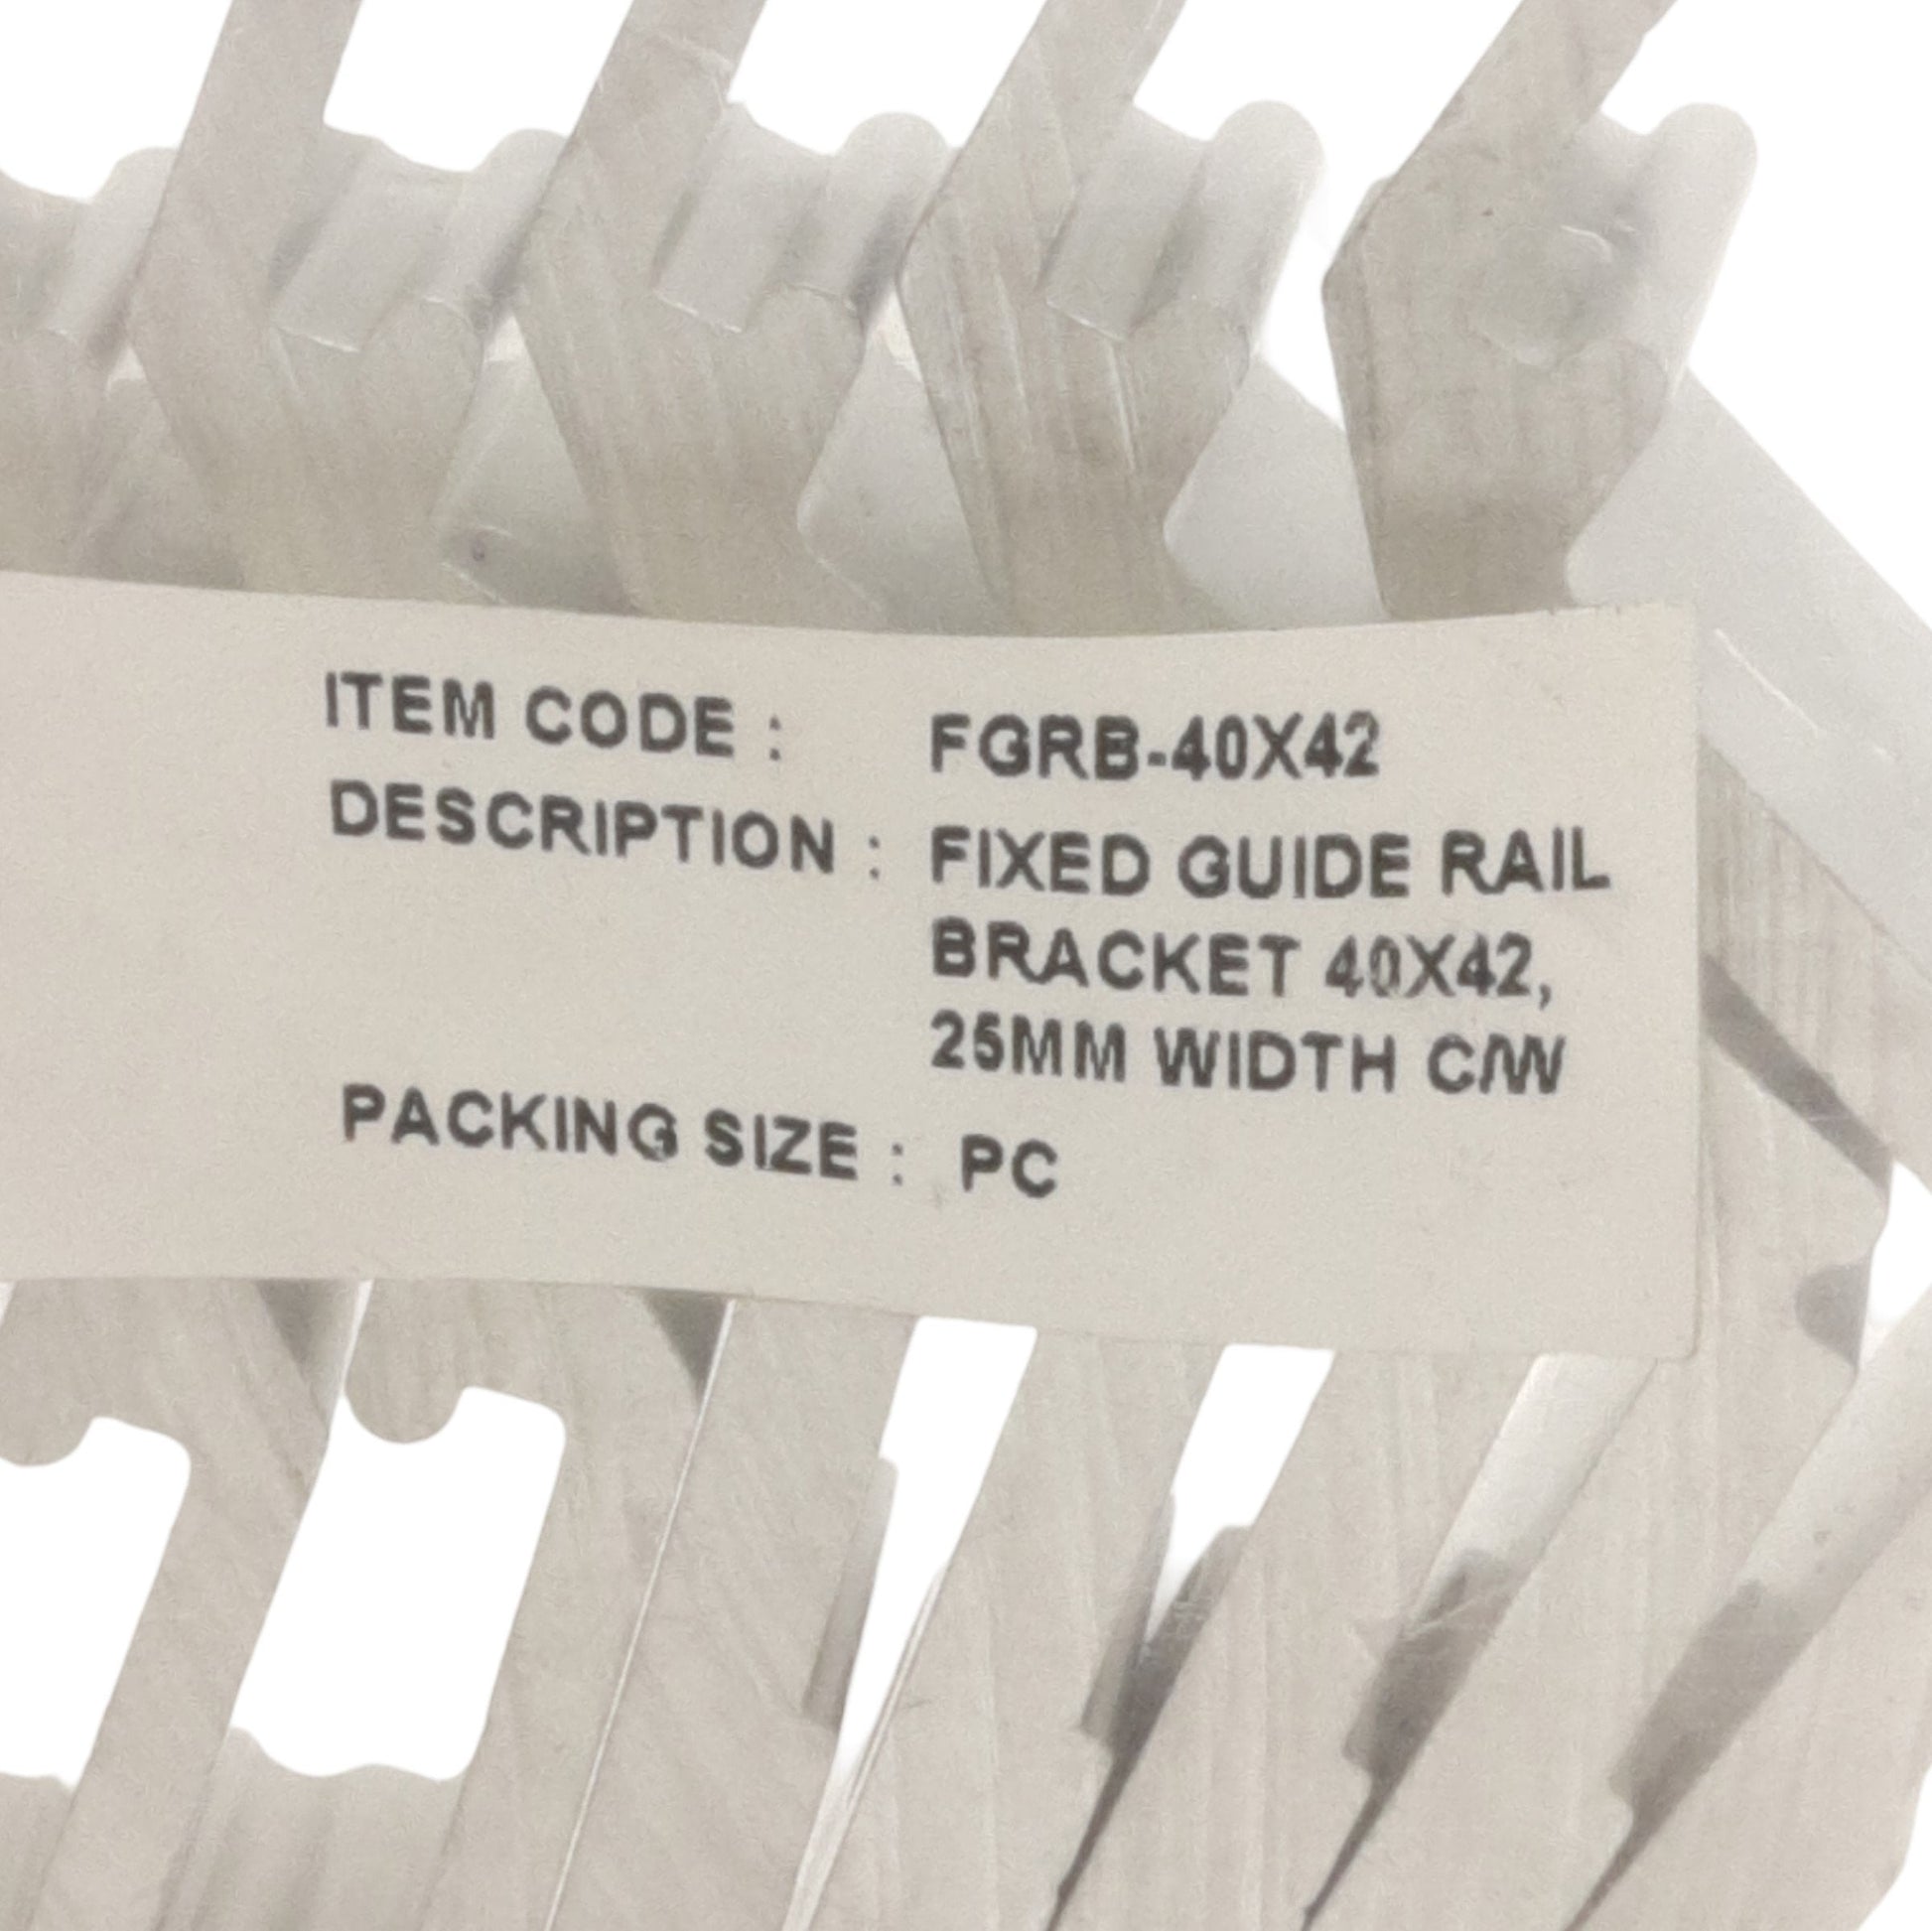 ITEM CODE : FGRB-40X42
DESCRIPTION : FIXED GUIDE RAIL
BRACKET 40X42,
25MM WIDTH C/W
PACKING SIZE : PC